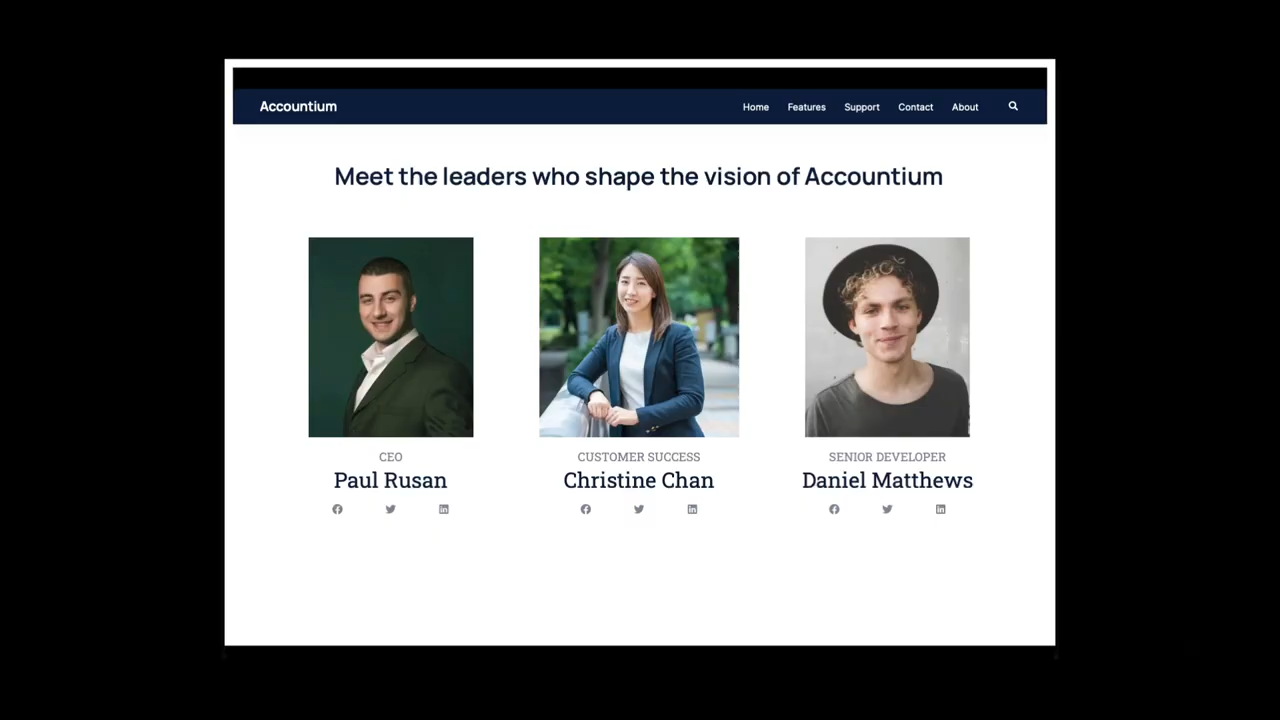 Accountium
Home Features Support Contact About
Meet the leaders who shape the vision of Accountium
CEO
Paul Rusan
CUSTOMER SUCCESS
Christine Chan
SENIOR DEVELOPER
Daniel Matthews